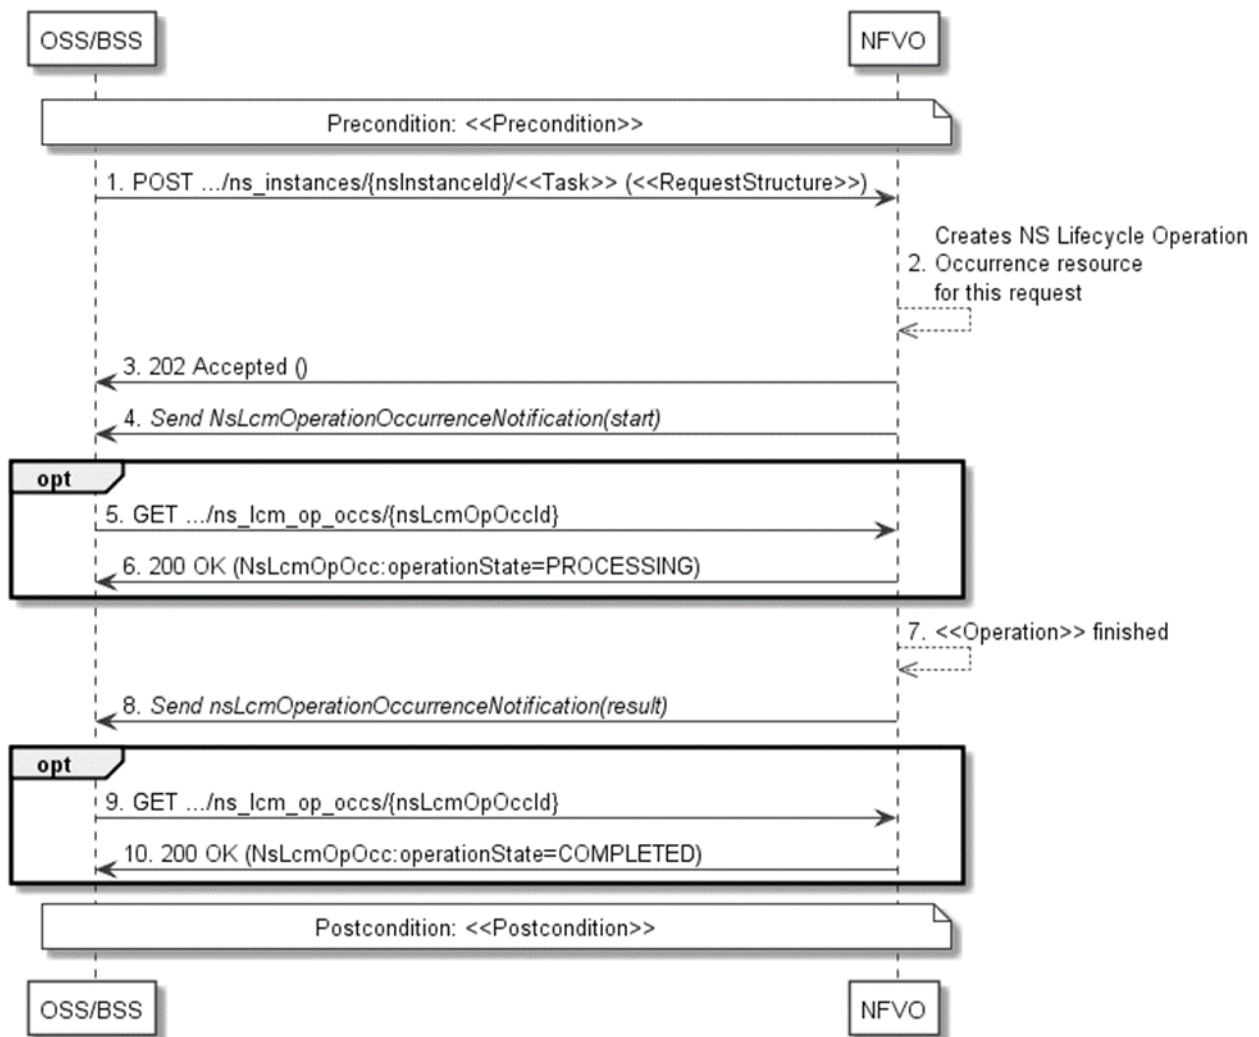 OSS/BSS
NFVO
Precondition: <<Precondition>>
1. POST .../ns_instances/{nsInstanceId}/<<Task>> (<<RequestStructure>>)
Creates NS Lifecycle Operation
2. Occurrence resource
for this request
3. 202 Accepted ()
4. Send NsLcmOperationOccurrenceNotification(start)
opt
5. GET .../ns_lcm_op_occs/{nsLcmOpOccId}
6. 200 OK (NsLcmOpOcc:operationState=PROCESSING)
7. <<Operation>> finished
8. Send nsLcmOperationOccurrenceNotification(result)
opt
9. GET .../ns_lcm_op_occs/{nsLcmOpOccId}
10. 200 OK (NsLcmOpOcc:operationState=COMPLETED)
Postcondition: <<Postcondition>>
OSS/BSS
NFVO